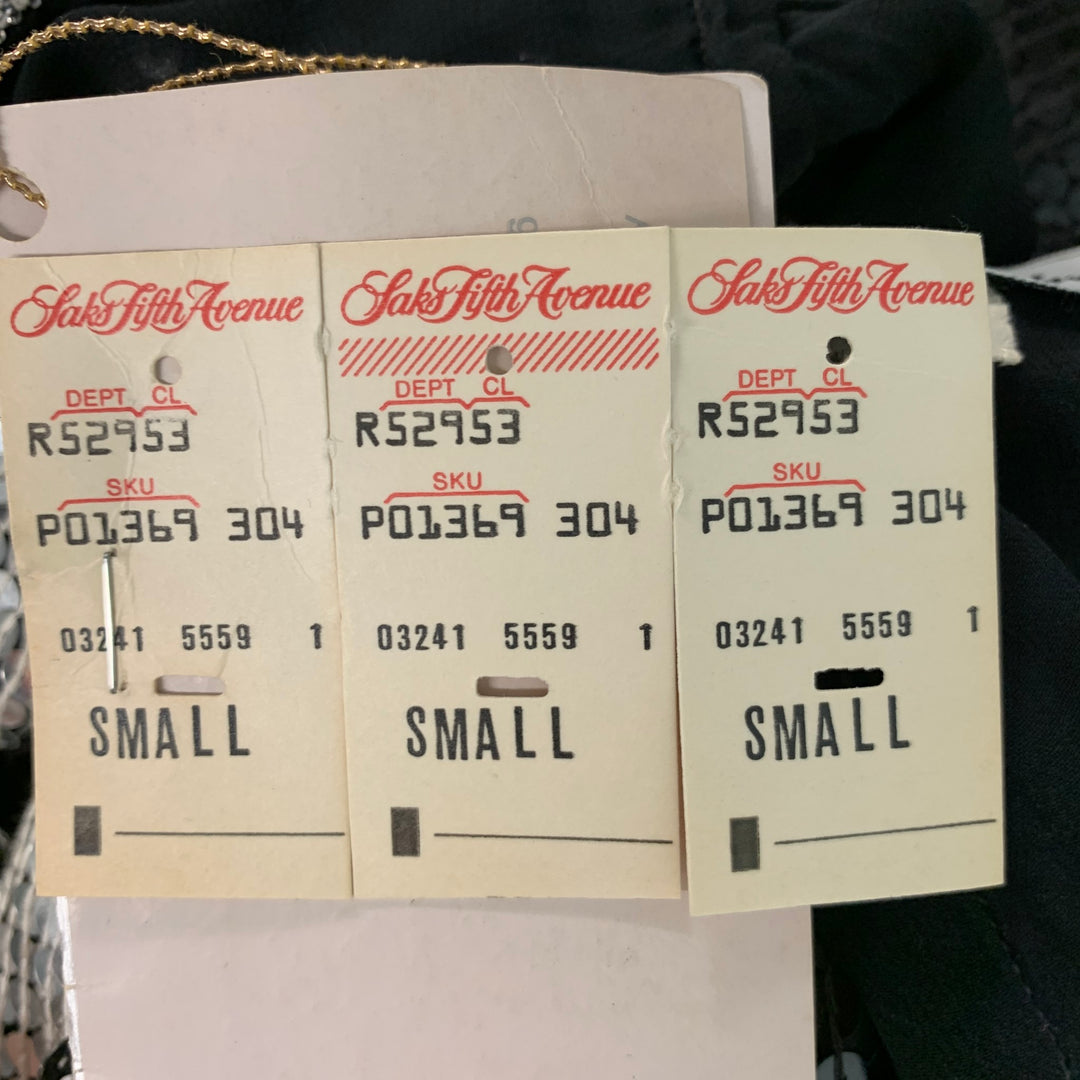 Saks Fifth Avenue
DEPT CL.
R52953
SKU
P01369 304
03241 5559 1
SMALL
Saks Fifth Avenue
DEPT CL
R52953
SKU
P01369 304
03241 5559 1
SMALL
Saks Fifth Avenue
DEPT CL
R52953
SKU
P01369 304
03241 5559 1
SMALL